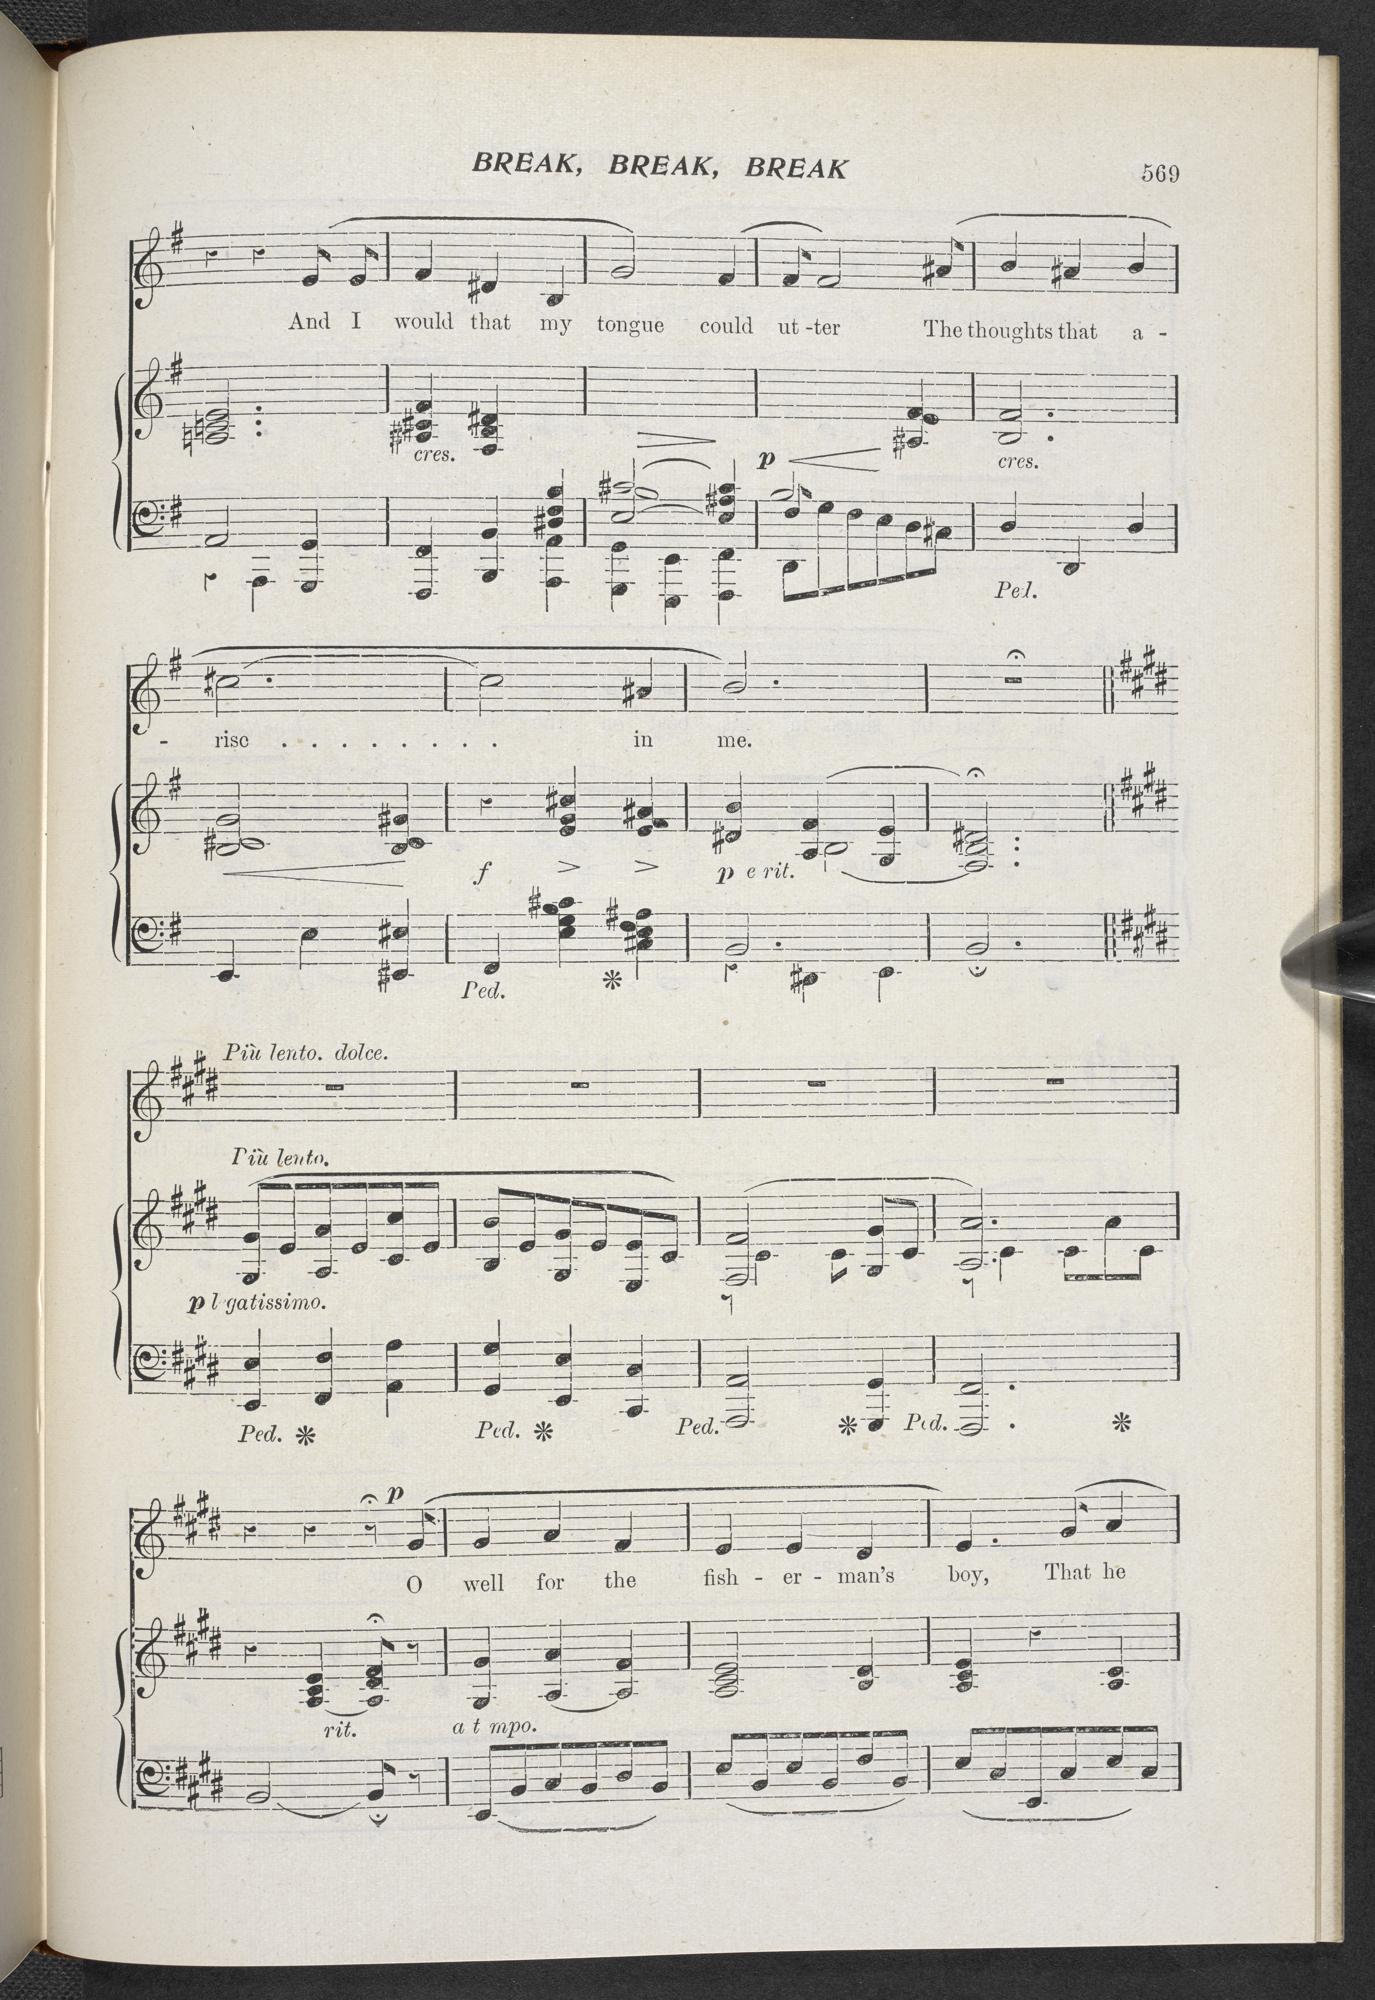 BREAK, BREAK, BREAK
569
And I would that my tongue could ut-ter The thoughts that a-
cres. p cres.
Ped.
- rise . . . . . . . . in me.
f p e rit.
Ped.
Più lento. dolce.
Più lento.
p l gatissimo.
Ped. Ped. Ped. Ped.
p
O well for the fish - er - man's boy, That he
rit. a t mpo.